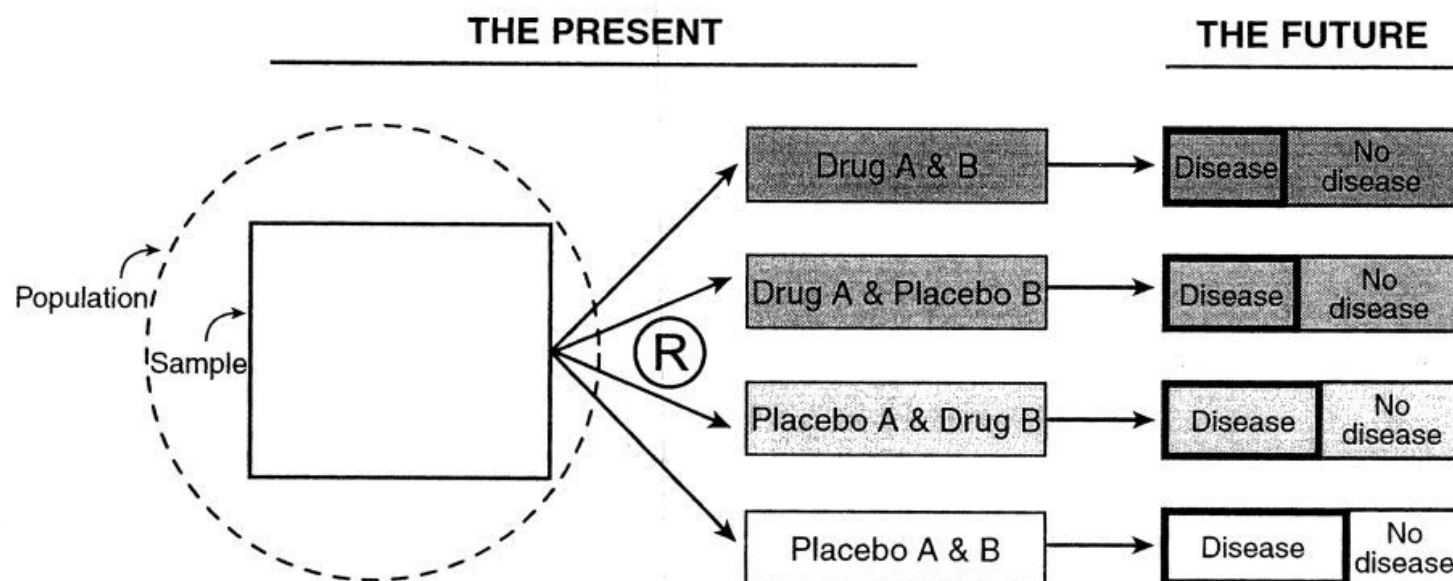 THE PRESENT
THE FUTURE
Population
Sample
R
Drug A & B
Disease
No
disease
Drug A & Placebo B
Disease
No
disease
Placebo A & Drug B
Disease
No
disease
Placebo A & B
Disease
No
disease